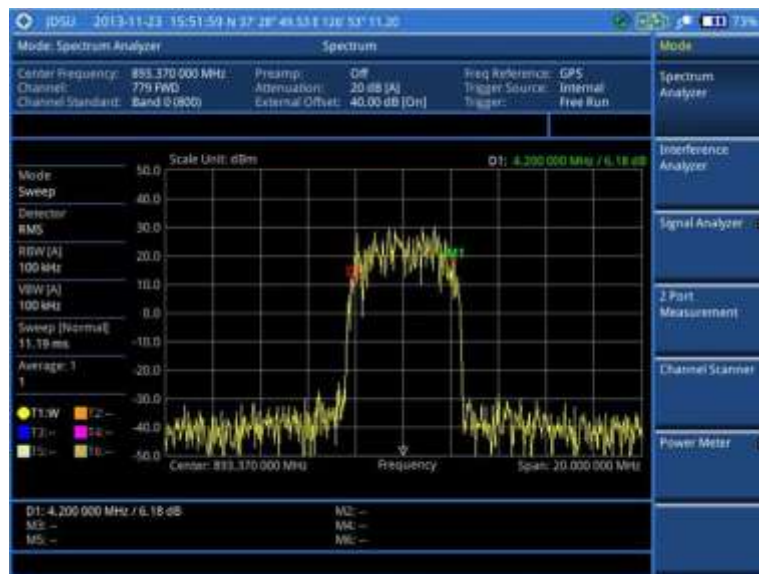 JDSU 2013-11-23 15:51:59 N 37° 28" 49.53 E 126' 53" 11.20 73%
Mode: Spectrum Analyzer Spectrum Mode
Center Frequency: 893.370 000 MHz Preamp: Off Freq Reference: GPS
Channel: 779 FWD Attenuation: 20 dB [A] Trigger Source: Internal
Channel Standard: Band 0 (800) External Offset: 40.00 dB [On] Trigger: Free Run
Spectrum Analyzer
Interference Analyzer
Signal Analyzer
2 Port Measurement
Channel Scanner
Power Meter
Scale Unit: dBm D1: 4.200 000 MHz / 6.18 dB
Mode
Sweep
Detector
RMS
RBW [A]
100 kHz
VBW [A]
100 kHz
Sweep [Normal]
11.19 ms
Average: 1
1
T1:W T2:--
T3:-- T4:--
T5:-- T6:--
50.0
40.0
30.0
20.0
10.0
0.0
-10.0
-20.0
-30.0
-40.0
-50.0
Center: 893.370 000 MHz Frequency Span: 20.000 000 MHz
D1: 4.200 000 MHz / 6.18 dB M2: --
M3: -- M4: --
M5: -- M6: --